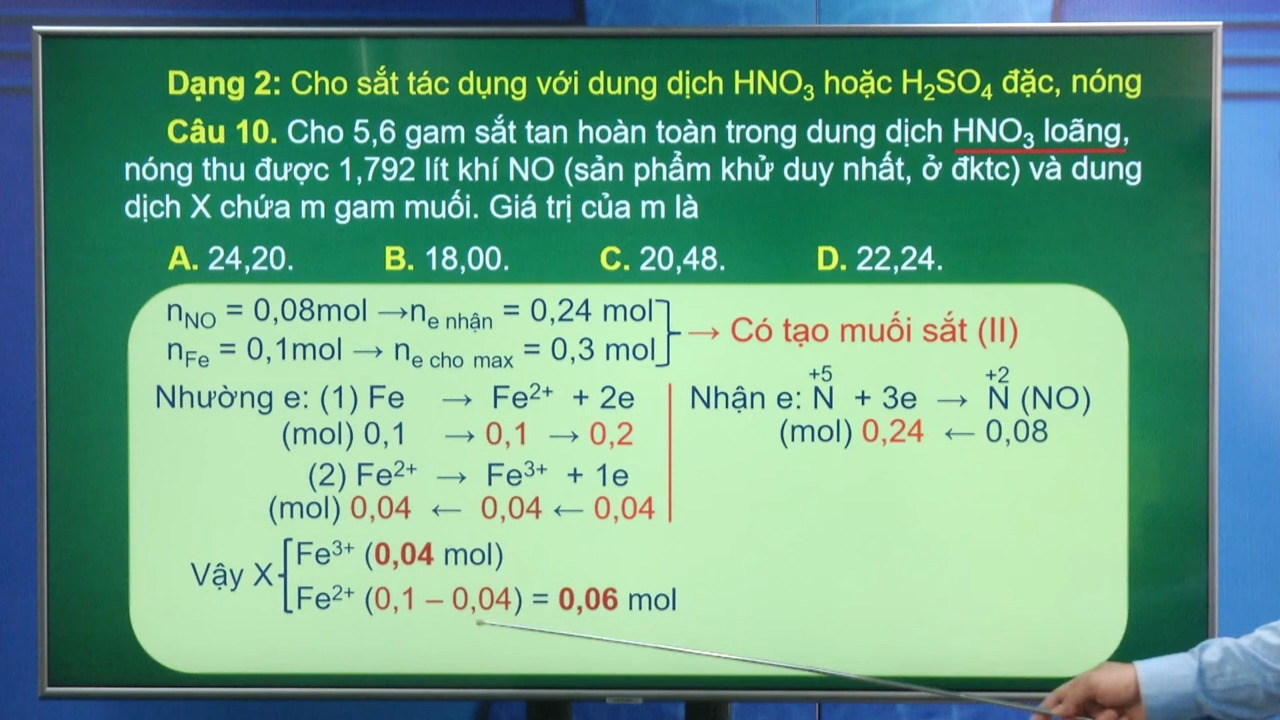 Dạng 2: Cho sắt tác dụng với dung dịch HNO₃ hoặc H₂SO₄ đặc, nóng
Câu 10. Cho 5,6 gam sắt tan hoàn toàn trong dung dịch HNO₃ loãng,
nóng thu được 1,792 lít khí NO (sản phẩm khử duy nhất, ở đktc) và dung
dịch X chứa m gam muối. Giá trị của m là
A. 24,20. B. 18,00. C. 20,48. D. 22,24.
n_NO = 0,08mol → n_e nhận = 0,24 mol
n_Fe = 0,1mol → n_e cho max = 0,3 mol
→ Có tạo muối sắt (II)
Nhường e: (1) Fe → Fe²⁺ + 2e
(mol) 0,1 → 0,1 → 0,2
(2) Fe²⁺ → Fe³⁺ + 1e
(mol) 0,04 ← 0,04 ← 0,04
+5 +2
Nhận e: N + 3e → N (NO)
(mol) 0,24 ← 0,08
Vậy X
Fe³⁺ (0,04 mol)
Fe²⁺ (0,1 – 0,04) = 0,06 mol